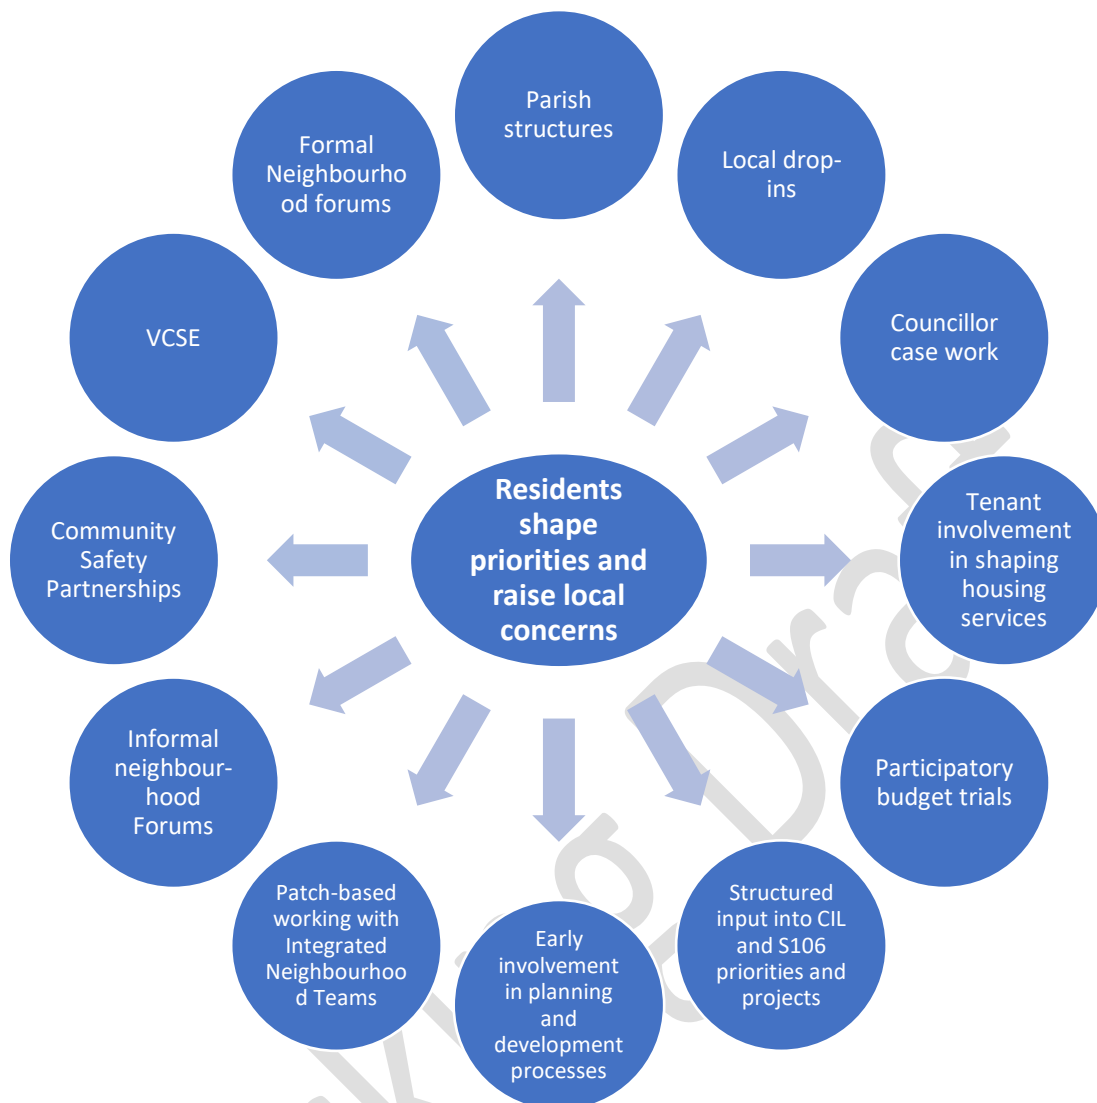 Parish
structures
Local drop-
ins
Councillor
case work
Tenant
involvement
in shaping
housing
services
Participatory
budget trials
Structured
input into CIL
and S106
priorities and
projects
Early
involvement
in planning
and
development
processes
Patch-based
working with
Integrated
Neighbourhoo
d Teams
Informal
neighbour-
hood
Forums
Community
Safety
Partnerships
VCSE
Formal
Neighbourho
od forums
Residents
shape
priorities and
raise local
concerns